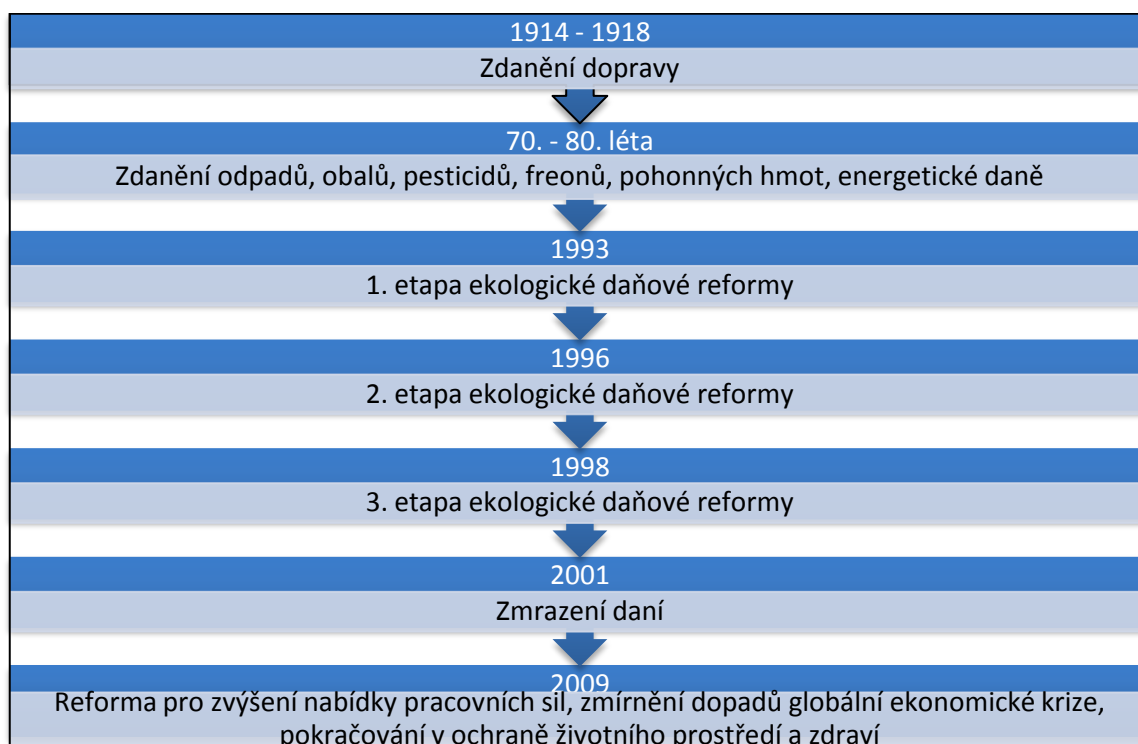 1914 - 1918
Zdanění dopravy
70. - 80. léta
Zdanění odpadů, obalů, pesticidů, freonů, pohonných hmot, energetické daně
1993
1. etapa ekologické daňové reformy
1996
2. etapa ekologické daňové reformy
1998
3. etapa ekologické daňové reformy
2001
Zmrazení daní
2009
Reforma pro zvýšení nabídky pracovních sil, zmírnění dopadů globální ekonomické krize,
pokračování v ochraně životního prostředí a zdraví